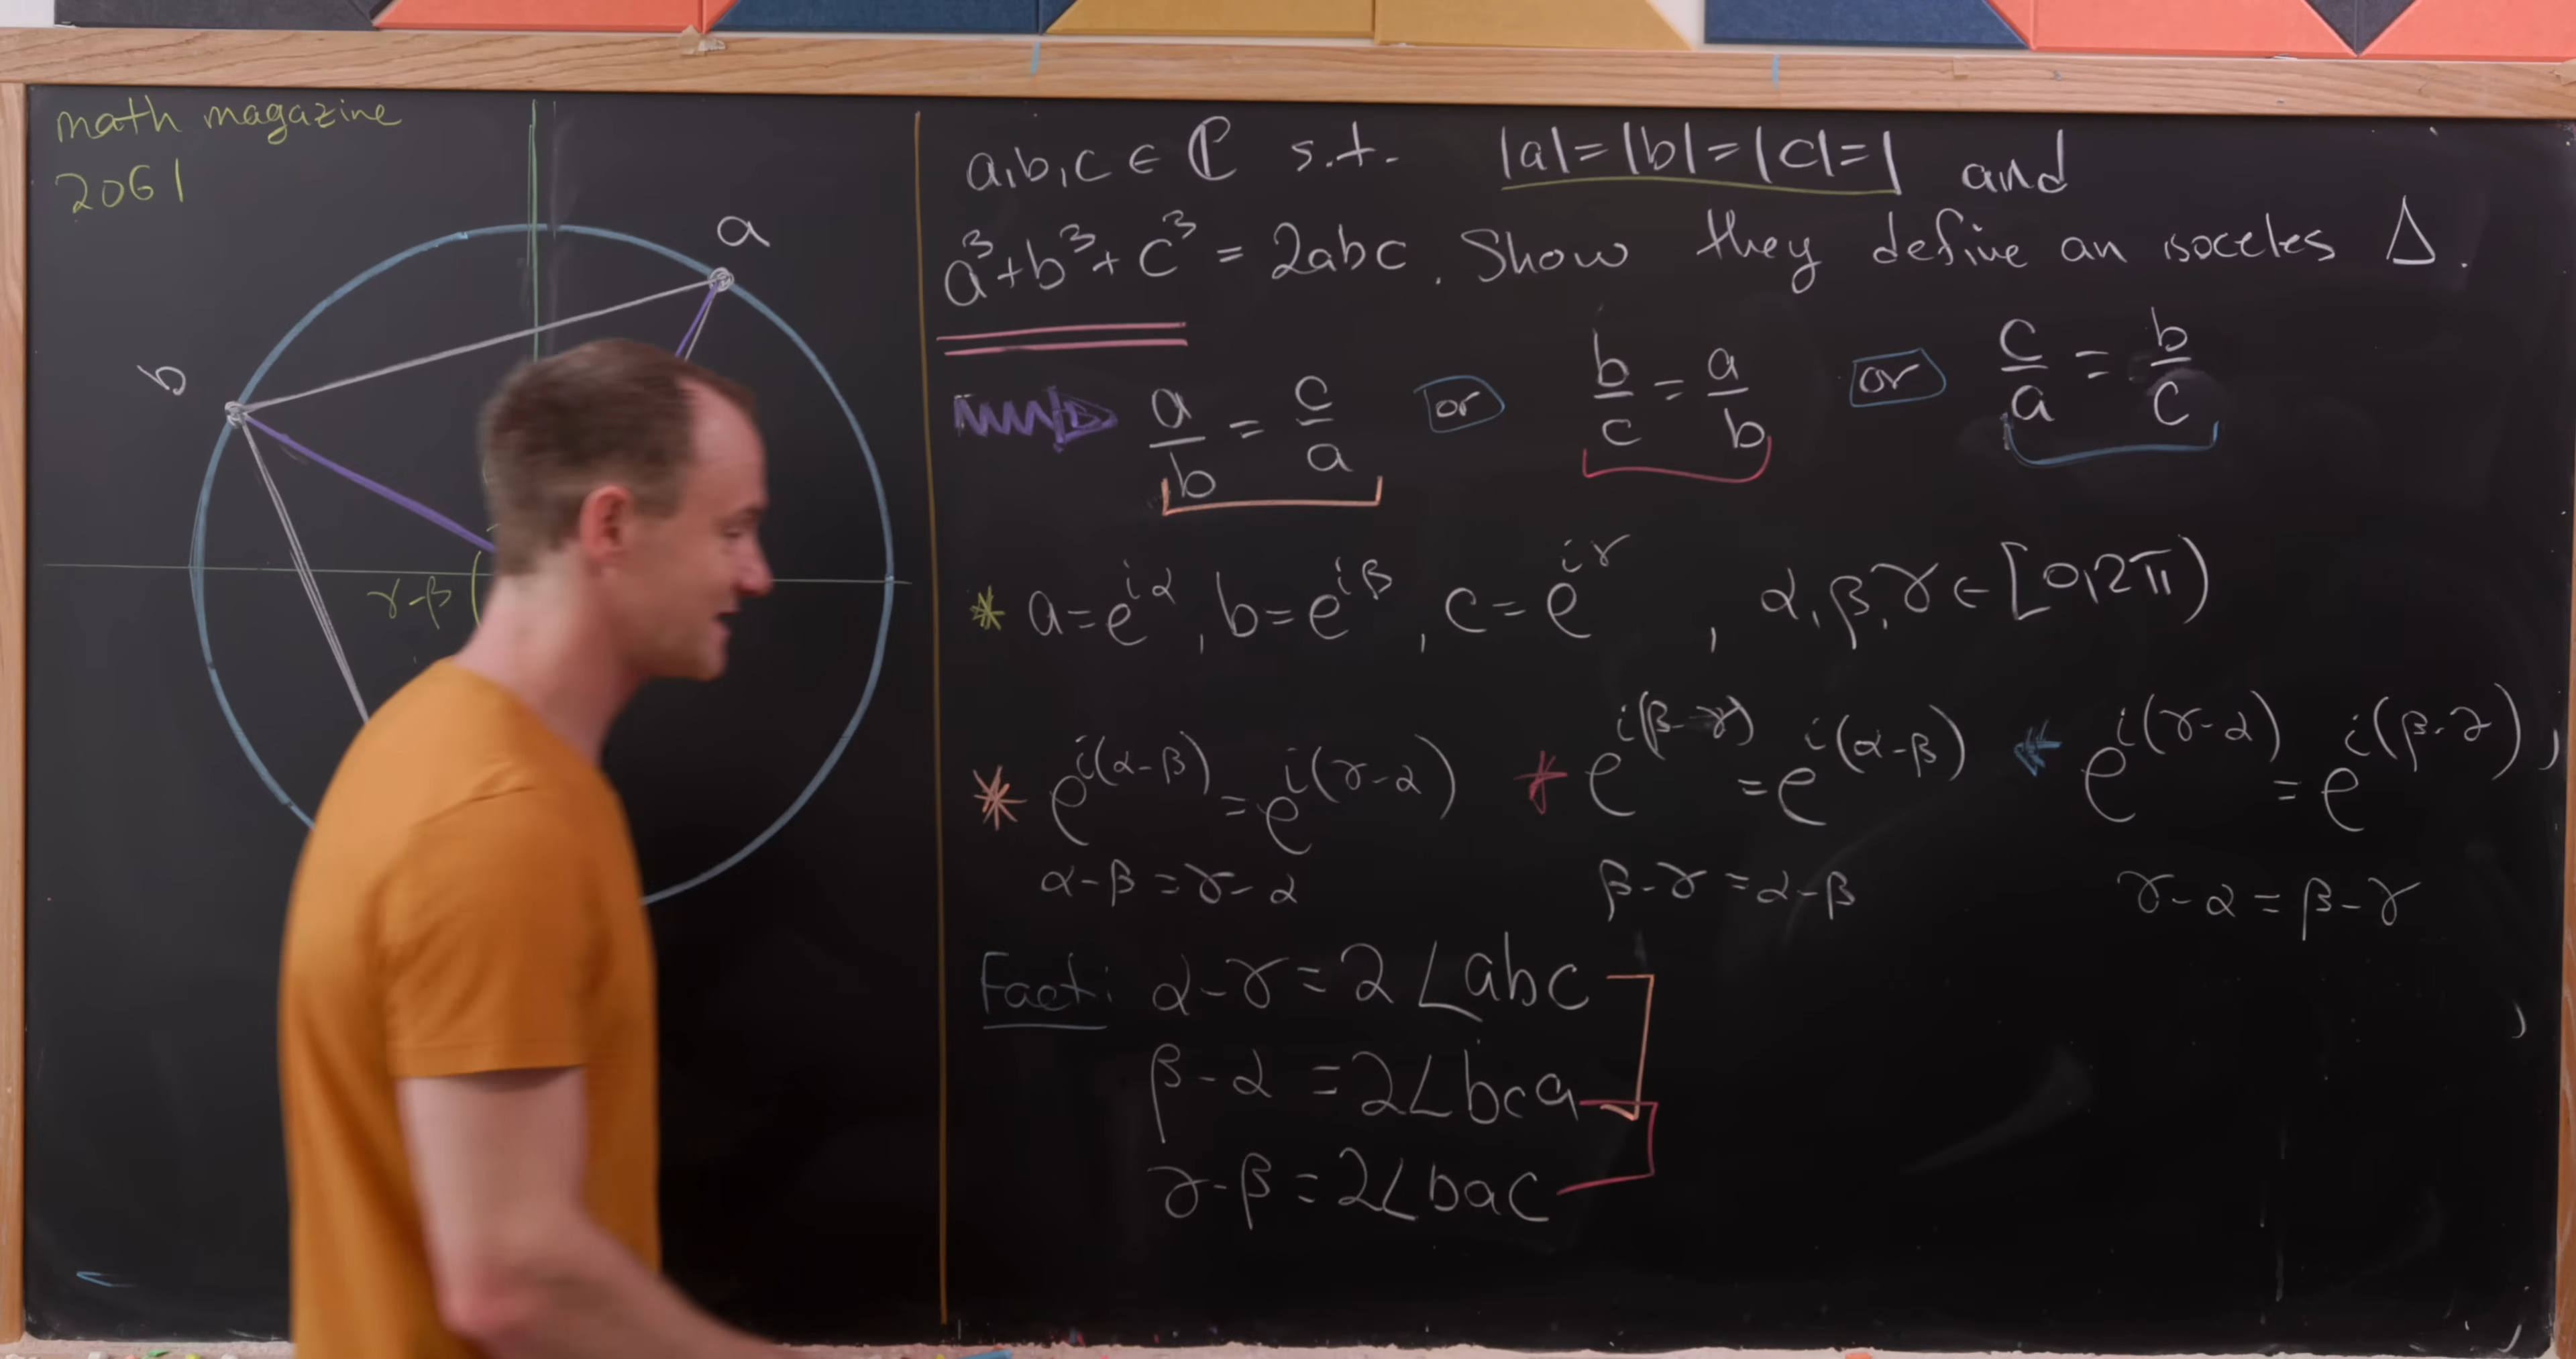 math magazine
2061
a
b
γ-β
a,b,c ∈ ℂ s.t. |a|=|b|=|c|=1 and
a³+b³+c³ = 2abc. Show they define an isoceles Δ.
a/b = c/a or b/c = a/b or c/a = b/c
* a=e^{iα}, b=e^{iβ}, c=e^{iγ}, α,β,γ∈[0,2π)
* e^{i(α-β)} = e^{i(γ-α)} * e^{i(β-γ)} = e^{i(α-β)} * e^{i(γ-α)} = e^{i(β-γ)}
α-β = γ-α β-γ = α-β γ-α = β-γ
Fact: α-γ = 2∠abc
β-α = 2∠bca
γ-β = 2∠bac